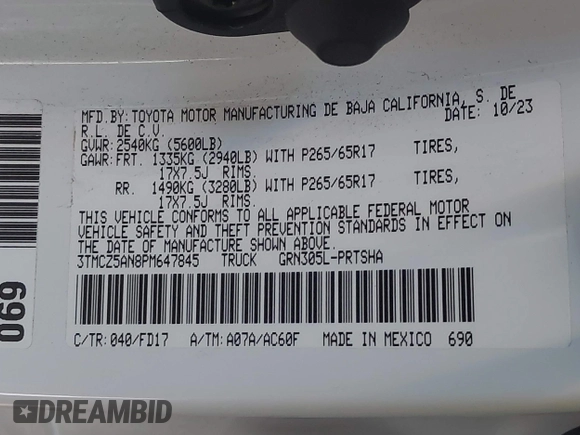 MFD.BY:TOYOTA MOTOR MANUFACTURING DE BAJA CALIFORNIA, S. DE
R.L. DE C.V. DATE: 10/23
GVWR:2540KG (5600LB)
GAWR:FRT. 1335KG (2940LB) WITH P265/65R17 TIRES,
17X7.5J RIMS.
RR. 1490KG (3280LB) WITH P265/65R17 TIRES,
17X7.5J RIMS.
THIS VEHICLE CONFORMS TO ALL APPLICABLE FEDERAL MOTOR
VEHICLE SAFETY AND THEFT PREVENTION STANDARDS IN EFFECT ON
THE DATE OF MANUFACTURE SHOWN ABOVE.
3TMCZ5AN8PM647845 TRUCK GRN305L-PRTSHA
C/TR:040/FD17 A/TM:A07A/AC60F MADE IN MEXICO 690
069
DREAMBID